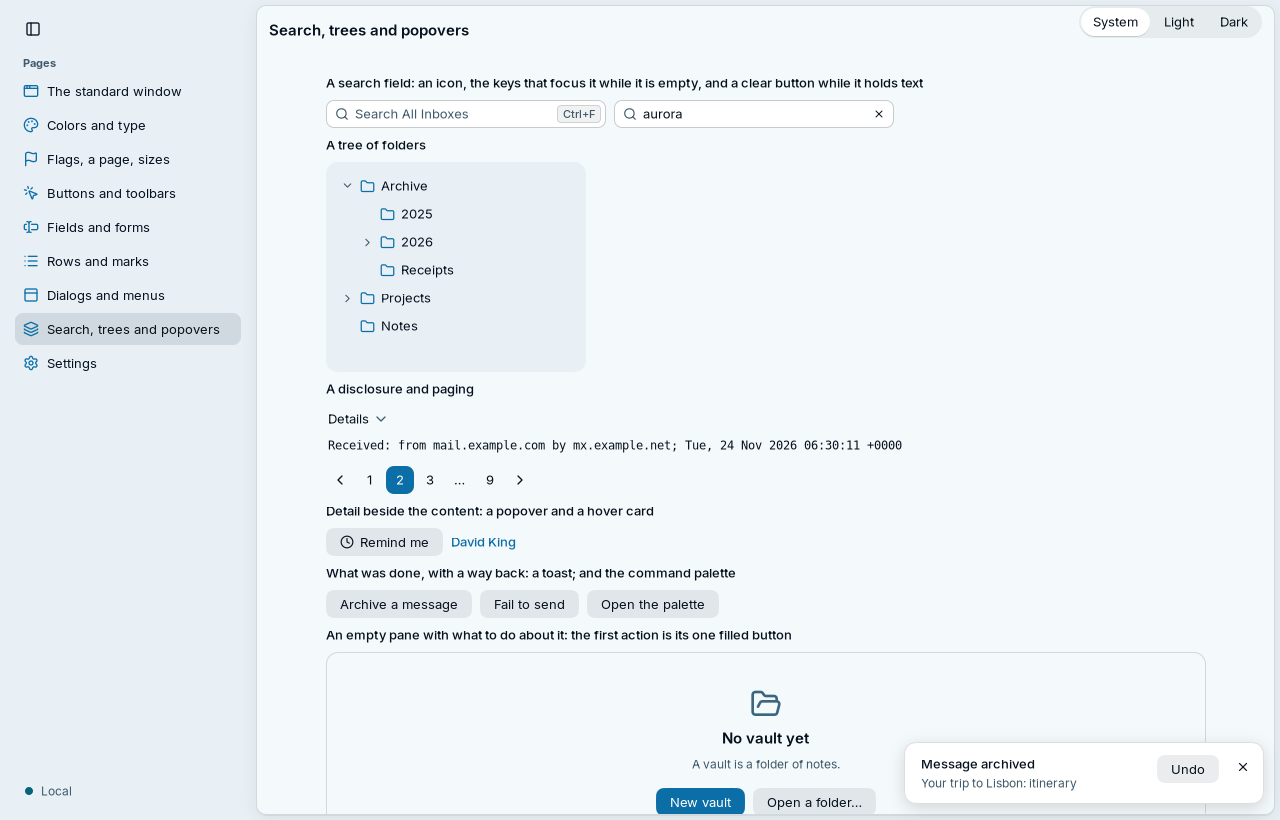 Pages
The standard window
Colors and type
Flags, a page, sizes
Buttons and toolbars
Fields and forms
Rows and marks
Dialogs and menus
Search, trees and popovers
Settings
Local
Search, trees and popovers
System Light Dark
A search field: an icon, the keys that focus it while it is empty, and a clear button while it holds text
Search All Inboxes Ctrl+F aurora
A tree of folders
Archive
2025
2026
Receipts
Projects
Notes
A disclosure and paging
Details
Received: from mail.example.com by mx.example.net; Tue, 24 Nov 2026 06:30:11 +0000
1 2 3 … 9
Detail beside the content: a popover and a hover card
Remind me David King
What was done, with a way back: a toast; and the command palette
Archive a message Fail to send Open the palette
An empty pane with what to do about it: the first action is its one filled button
No vault yet
A vault is a folder of notes.
New vault Open a folder…
Message archived
Your trip to Lisbon: itinerary
Undo